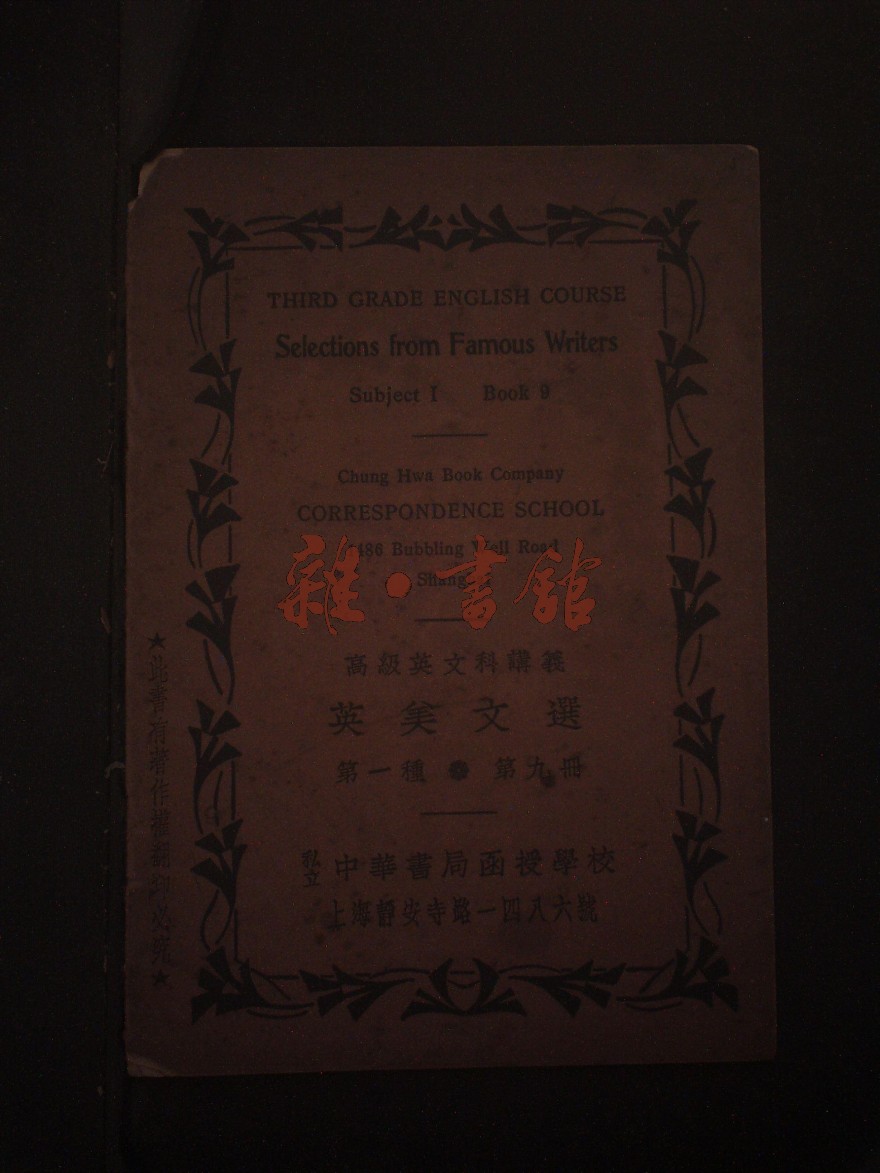 THIRD GRADE ENGLISH COURSE
Selections from Famous Writers
Subject I Book 9
Chung Hwa Book Company
CORRESPONDENCE SCHOOL
1486 Bubbling Well Road
雜・書館
高級英文科講義
英美文選
第一種 第九冊
私立 中華書局函授學校
上海靜安寺路一四八六號
★此書有著作權翻印必究★